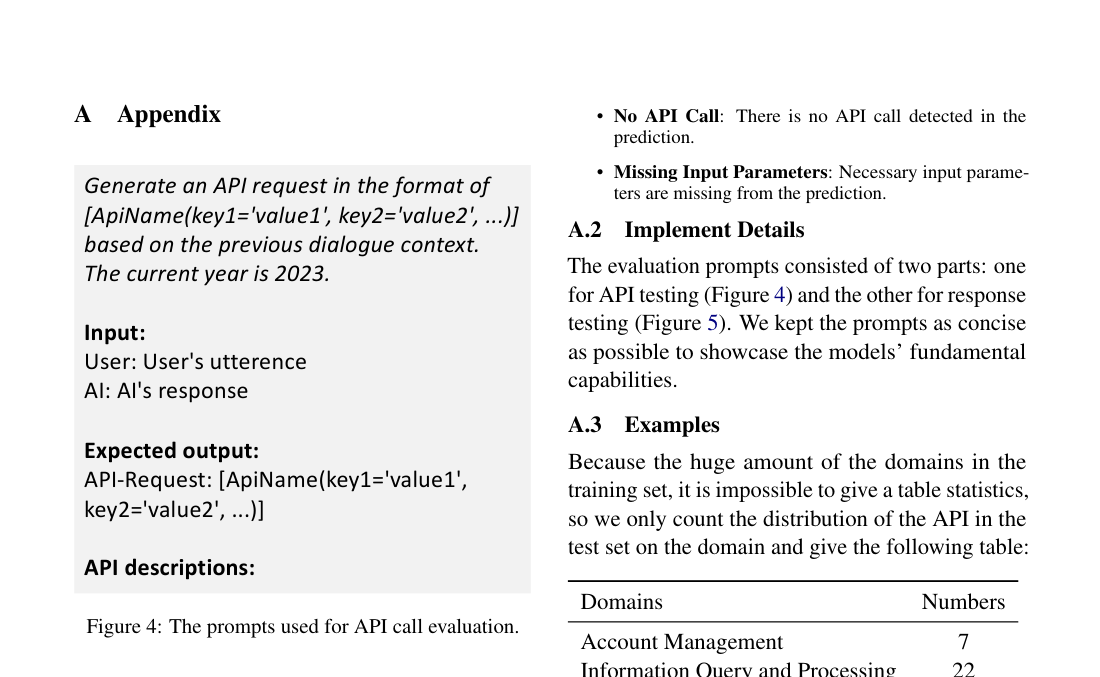 A Appendix
Generate an API request in the format of
[ApiName(key1='value1', key2='value2', ...)]
based on the previous dialogue context.
The current year is 2023.
Input:
User: User's utterence
AI: AI's response
Expected output:
API-Request: [ApiName(key1='value1',
key2='value2', ...)]
API descriptions:
Figure 4: The prompts used for API call evaluation.
• No API Call: There is no API call detected in the
prediction.
• Missing Input Parameters: Necessary input parame-
ters are missing from the prediction.
A.2 Implement Details
The evaluation prompts consisted of two parts: one
for API testing (Figure 4) and the other for response
testing (Figure 5). We kept the prompts as concise
as possible to showcase the models’ fundamental
capabilities.
A.3 Examples
Because the huge amount of the domains in the
training set, it is impossible to give a table statistics,
so we only count the distribution of the API in the
test set on the domain and give the following table:
Domains Numbers
Account Management 7
Information Query and Processing 22